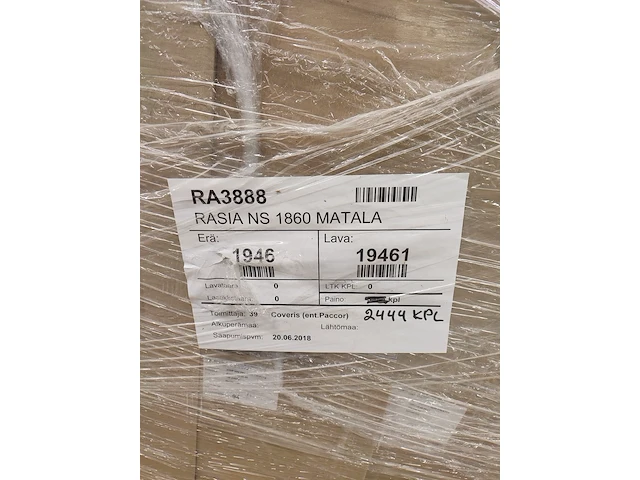 RA3888
RASIA NS 1860 MATALA
Erä: Lava:
1946 19461
0 LTK KPL 0
0 Paino kpl
Toimittaja: 39 Coveris (ent.Paccor) 2444 KPL
Alkuperämaa: Lähtömaa:
Saapumispvm: 20.06.2018